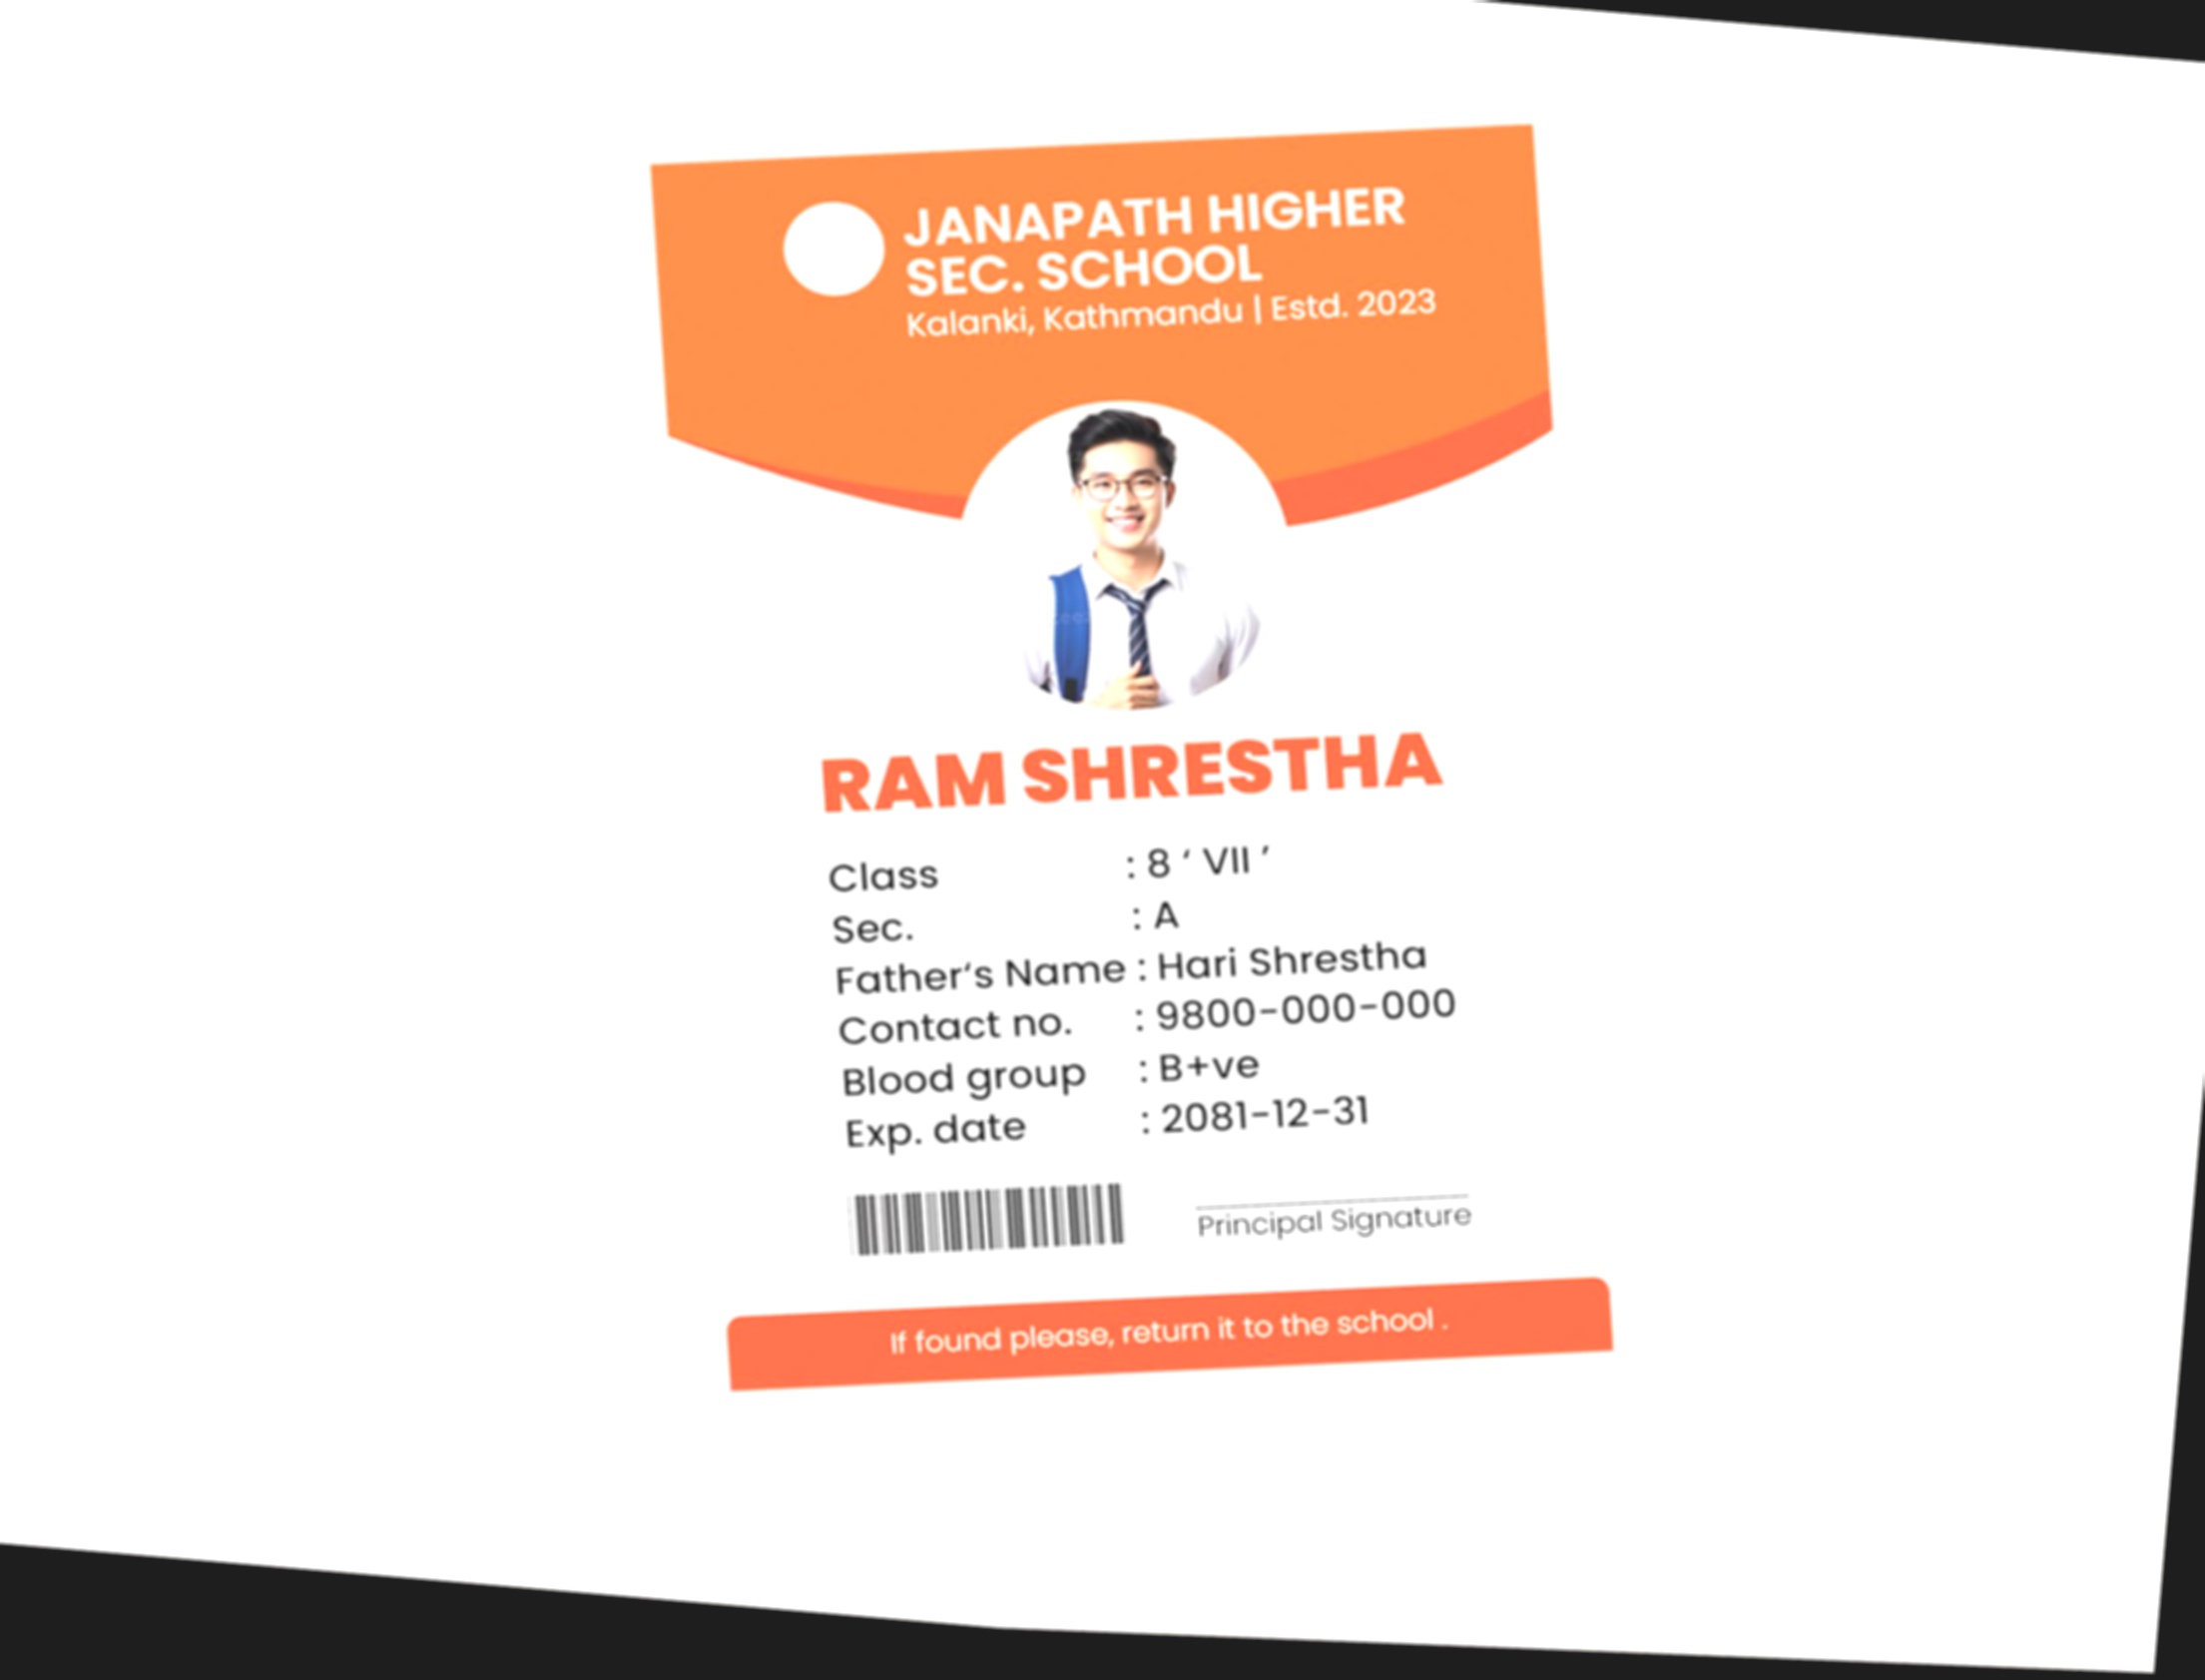 JANAPATH HIGHER
SEC. SCHOOL
Kalanki, Kathmandu | Estd. 2023
RAM SHRESTHA
Class : 8 ‘ VII ’
Sec. : A
Father‘s Name : Hari Shrestha
Contact no. : 9800-000-000
Blood group : B+ve
Exp. date : 2081-12-31
Principal Signature
If found please, return it to the school .